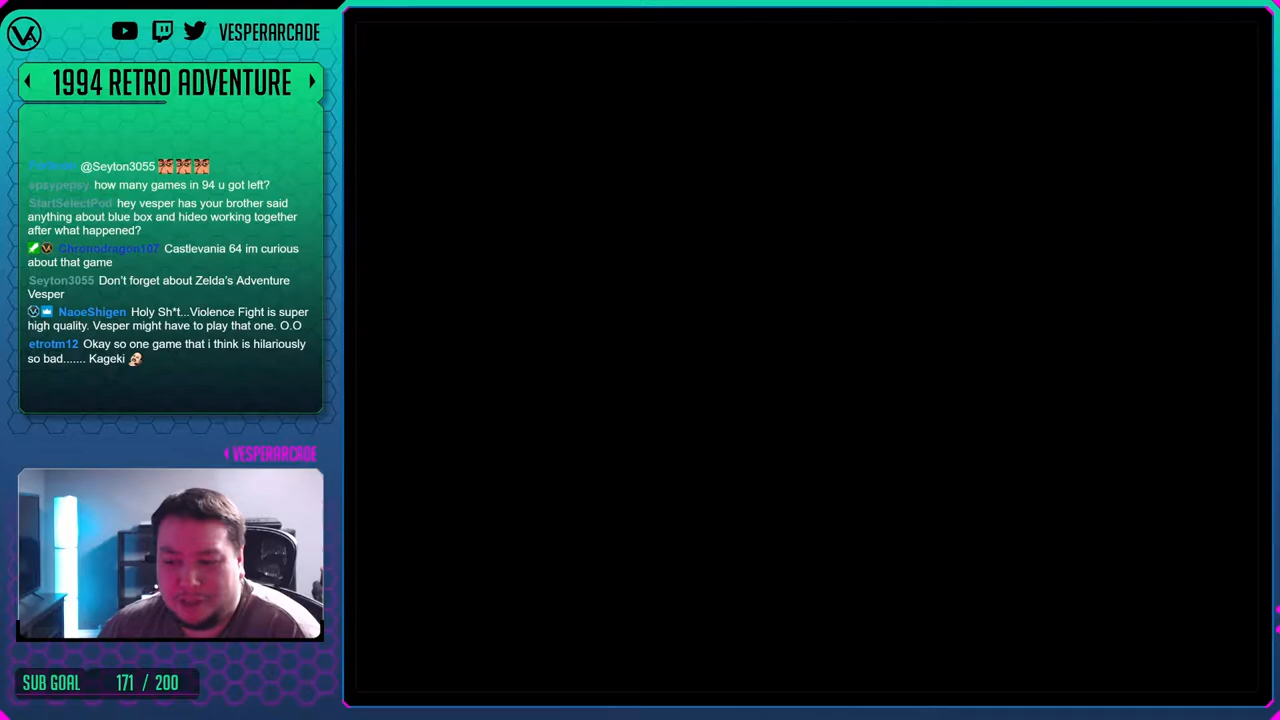 VESPERARCADE
1994 RETRO ADVENTURE
@Seyton3055
epsypepsy how many games in 94 u got left?
StartSelectPod hey vesper has your brother said
anything about blue box and hideo working together
after what happened?
Chronodragon107 Castlevania 64 im curious
about that game
Seyton3055 Don't forget about Zelda's Adventure
Vesper
NaoeShigen Holy Sh*t...Violence Fight is super
high quality. Vesper might have to play that one. O.O
etrotm12 Okay so one game that i think is hilariously
so bad....... Kageki
VESPERARCADE
SUB GOAL 171 / 200